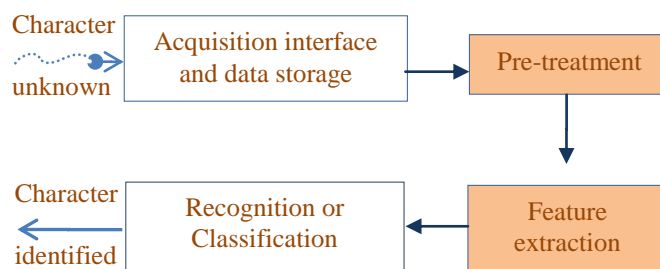 Character
unknown
Acquisition interface
and data storage
Pre-treatment
Feature
extraction
Recognition or
Classification
Character
identified